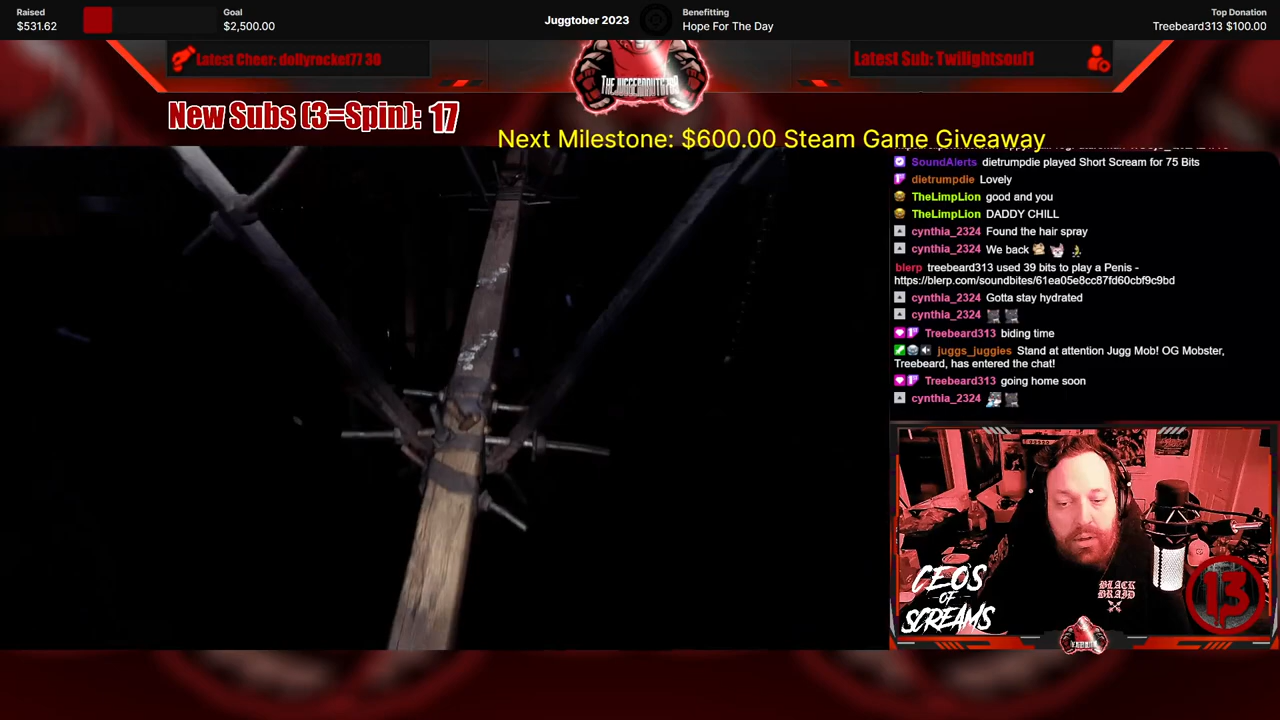 Raised
$531.62
Goal
$2,500.00
Juggtober 2023
Benefitting
Hope For The Day
Top Donation
Treebeard313 $100.00
Latest Cheer: dollyrocket77 30
THEJUGGERNAUT6789
Latest Sub: Twilightsoul1
New Subs (3=Spin): 17
Next Milestone: $600.00 Steam Game Giveaway
SoundAlerts dietrumpdie played Short Scream for 75 Bits
dietrumpdie Lovely
TheLimpLion good and you
TheLimpLion DADDY CHILL
cynthia_2324 Found the hair spray
cynthia_2324 We back
blerp treebeard313 used 39 bits to play a Penis -
https://blerp.com/soundbites/61ea05e8cc87fd60cbf9c9bd
cynthia_2324 Gotta stay hydrated
cynthia_2324
Treebeard313 biding time
juggs_juggies Stand at attention Jugg Mob! OG Mobster,
Treebeard, has entered the chat!
Treebeard313 going home soon
cynthia_2324
CEOS
OF
SCREAMS
BLACK
BRAID
13